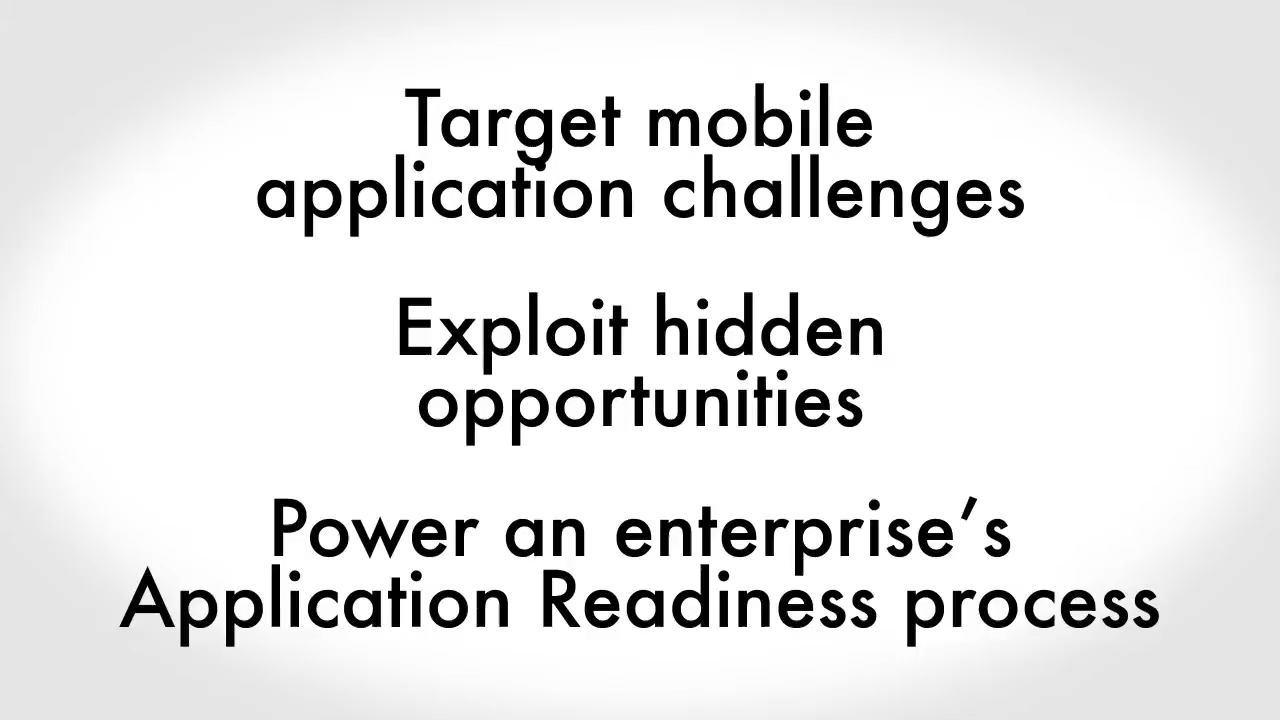 Target mobile
application challenges
Exploit hidden
opportunities
Power an enterprise’s
Application Readiness process